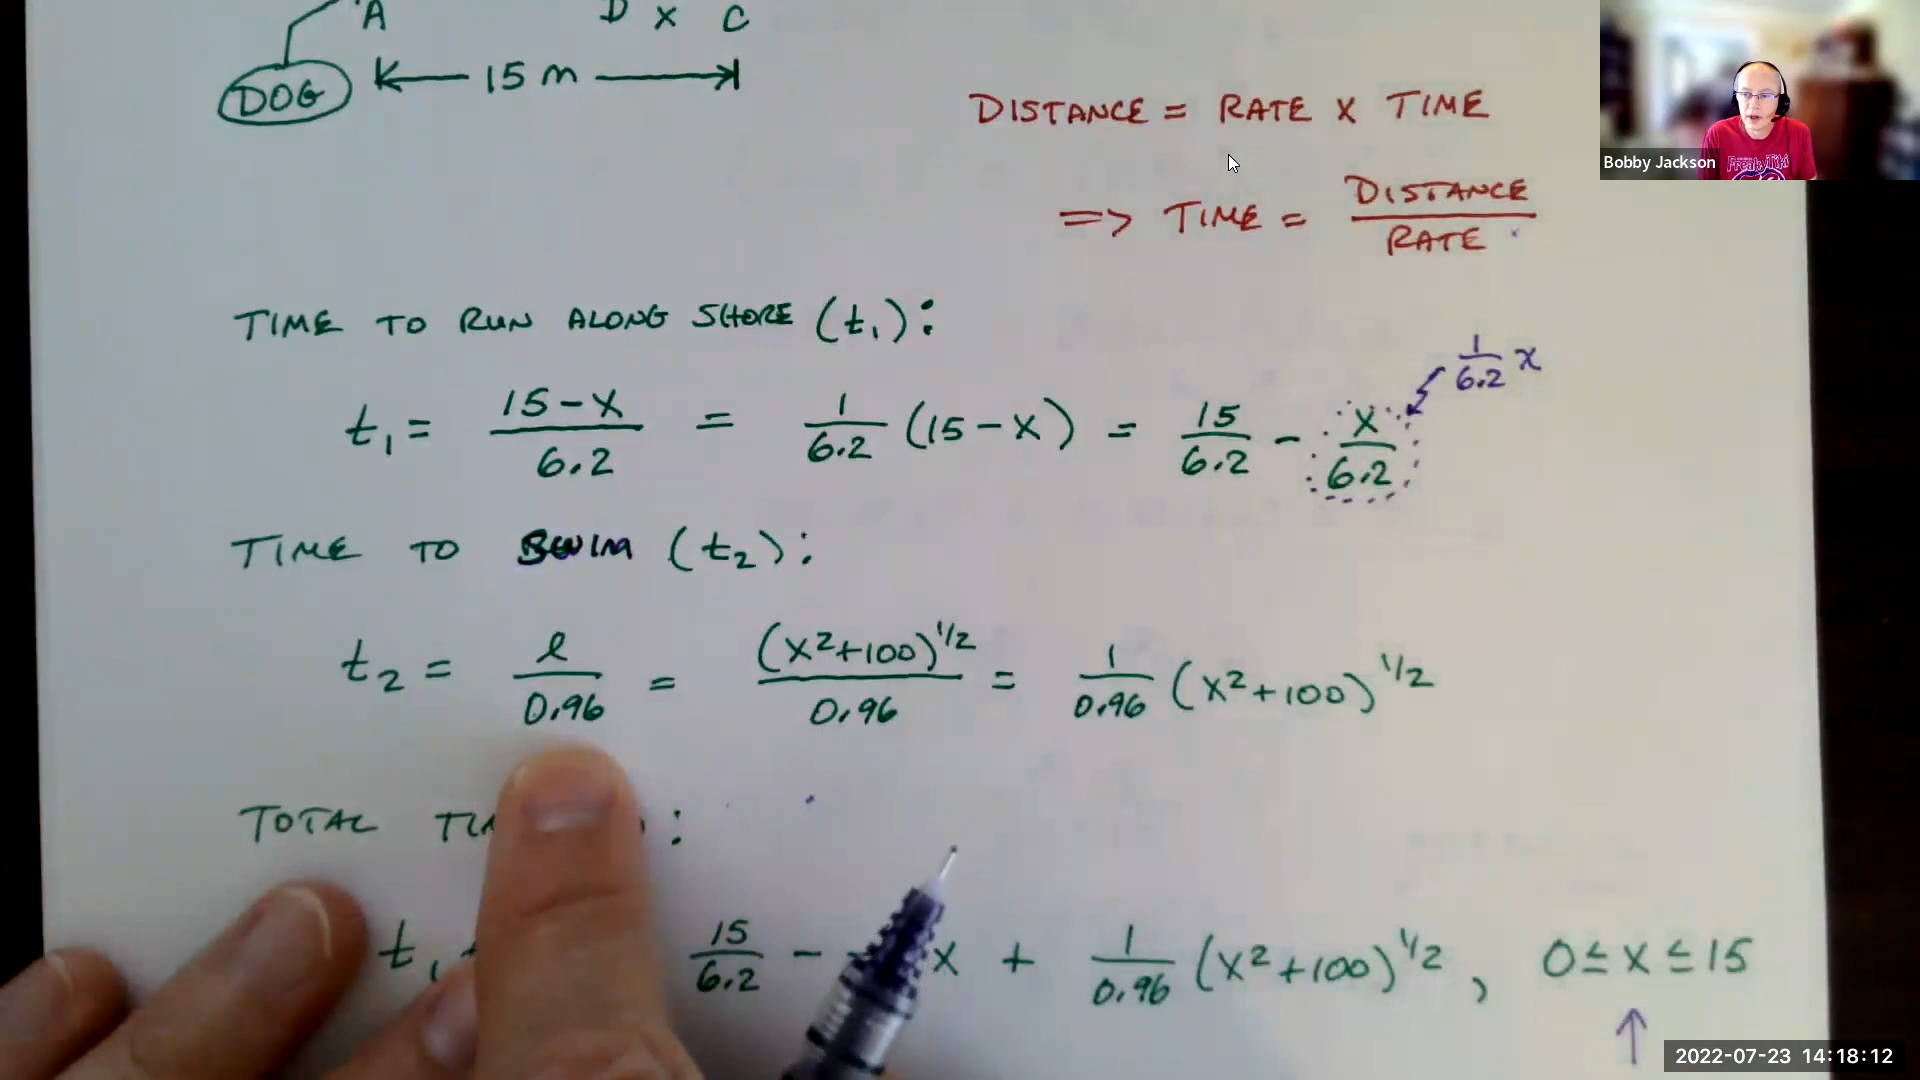 A D x C
DOG 15 m
DISTANCE = RATE X TIME
=> TIME = DISTANCE / RATE
Bobby Jackson
TIME TO RUN ALONG SHORE (t₁):
t₁ = (15-x)/6.2 = 1/6.2 (15-x) = 15/6.2 - x/6.2
1/6.2 x
TIME TO SWIM (t₂):
t₂ = l/0.96 = (x²+100)^1/2 / 0.96 = 1/0.96 (x²+100)^1/2
TOTAL :
t₁ 15/6.2 - x + 1/0.96 (x²+100)^1/2 , 0≤x≤15
2022-07-23 14:18:12